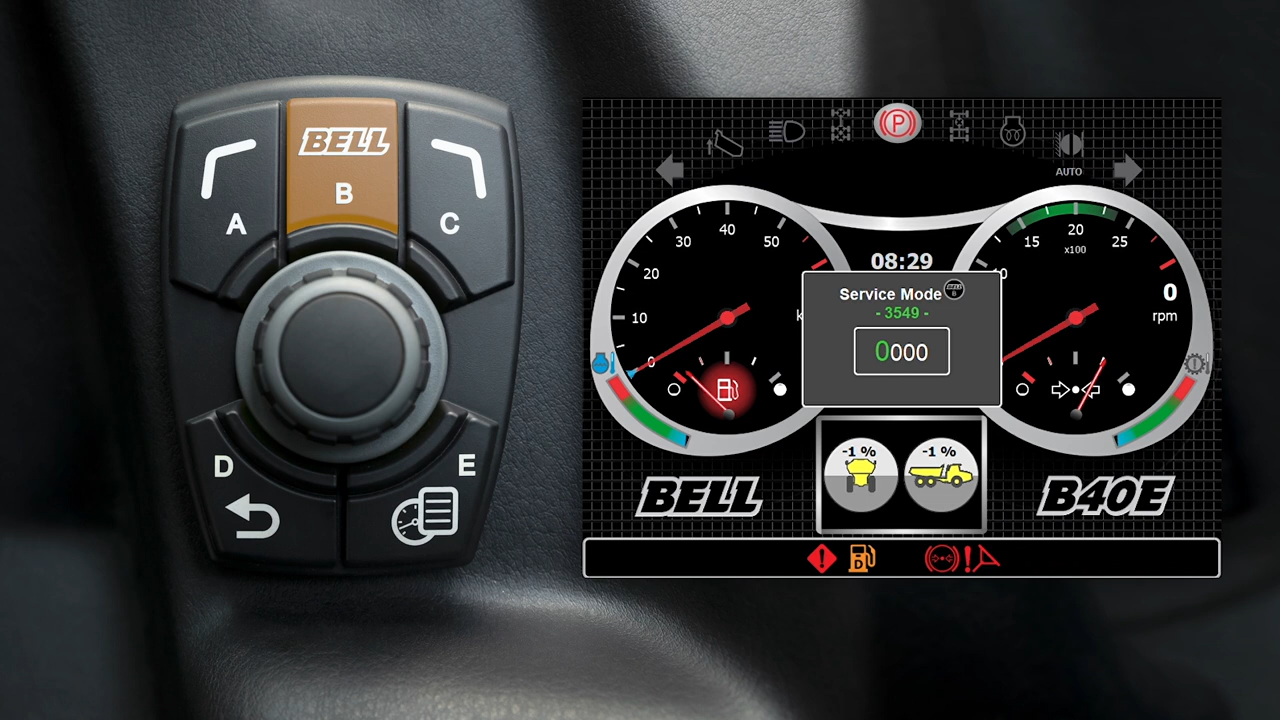 BELL
A
B
C
D
E
AUTO
10
20
30
40
50
0
08:29
15
20
25
x100
0
rpm
Service Mode
BELL
B
- 3549 -
0000
-1 %
-1 %
BELL
B40E
D